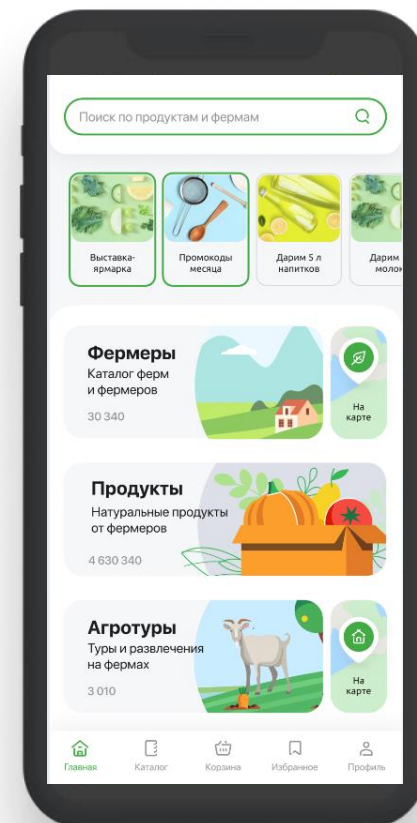 Поиск по продуктам и фермам
Выставка-
ярмарка
Промокоды
месяца
Дарим 5 л
напитков
Дарим
Фермеры
Каталог ферм
и фермеров
30 340
На
карте
Продукты
Натуральные продукты
от фермеров
4 630 340
Агротуры
Туры и развлечения
на фермах
3 010
На
карте
Главная
Каталог
Корзина
Избранное
Профиль